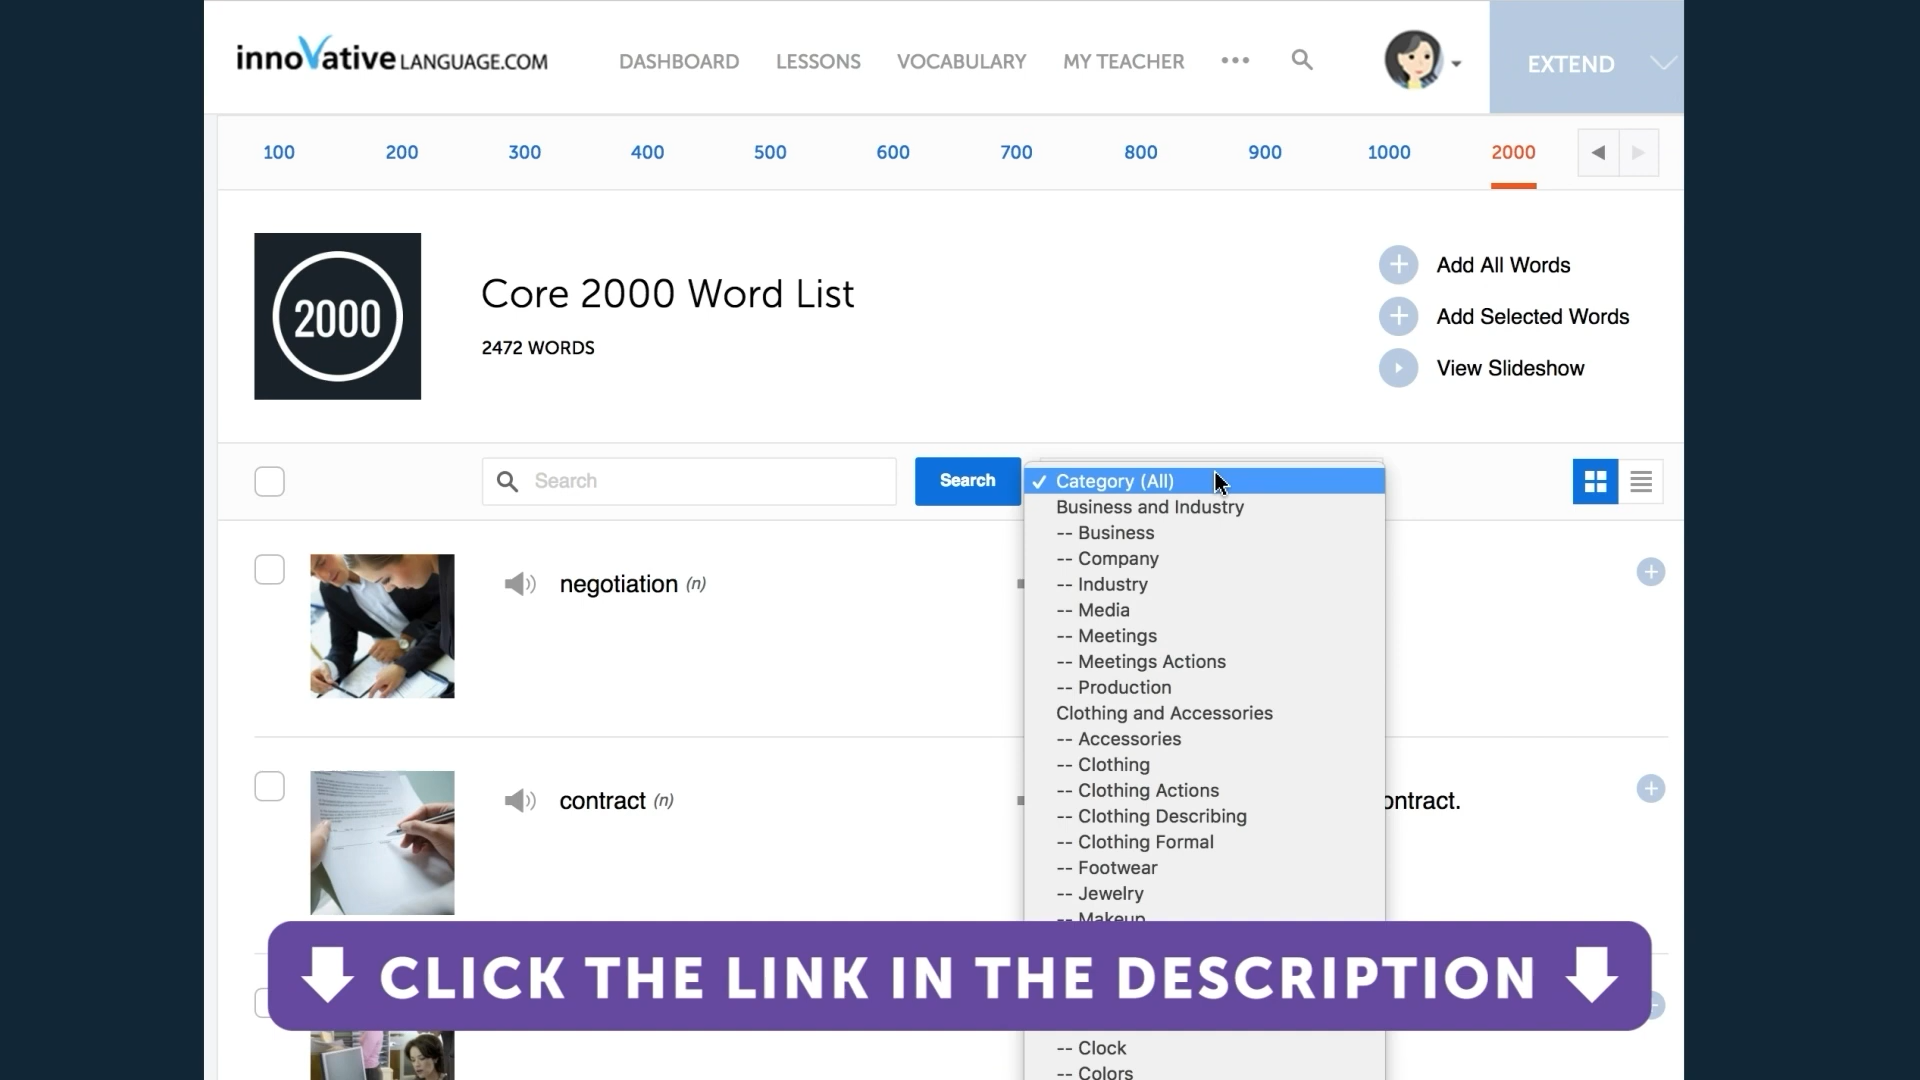 innoVative LANGUAGE.COM
DASHBOARD LESSONS VOCABULARY MY TEACHER ••• EXTEND
100 200 300 400 500 600 700 800 900 1000 2000
2000
Core 2000 Word List
2472 WORDS
Add All Words
Add Selected Words
View Slideshow
Search
Search
✓ Category (All)
Business and Industry
-- Business
-- Company
-- Industry
-- Media
-- Meetings
-- Meetings Actions
-- Production
Clothing and Accessories
-- Accessories
-- Clothing
-- Clothing Actions
-- Clothing Describing
-- Clothing Formal
-- Footwear
-- Jewelry
-- Makeup
negotiation (n)
contract (n)
ontract.
CLICK THE LINK IN THE DESCRIPTION
-- Clock
-- Colors